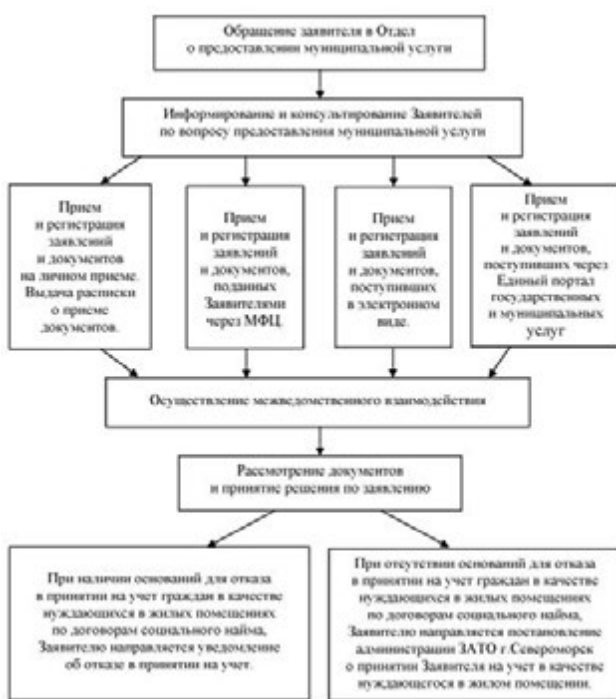 Обращение заявителя в Отдел
о предоставлении муниципальной услуги
Информирование и консультирование Заявителей
по вопросу предоставления муниципальной услуги
Прием
и регистрация
заявлений
и документов
на личном приеме.
Выдача расписки
о приеме
документов.
Прием
и регистрация
заявлений
и документов,
поданных
Заявителями
через МФЦ.
Прием
и регистрация
заявлений
и документов,
поступивших
в электронном
виде.
Прием
и регистрация
заявлений
и документов,
поступивших через
Единый портал
государственных
и муниципальных
услуг
Осуществление межведомственного взаимодействия
Рассмотрение документов
и принятие решения по заявлению
При наличии оснований для отказа
в принятии на учет граждан в качестве
нуждающихся в жилых помещениях
по договорам социального найма,
Заявителю направляется уведомление
об отказе в принятии на учет.
При отсутствии оснований для отказа
в принятии на учет граждан в качестве
нуждающихся в жилых помещениях
по договорам социального найма,
Заявителю направляется постановление
администрации ЗАТО г.Североморск
о принятии Заявителя на учет в качестве
нуждающегося в жилом помещении.